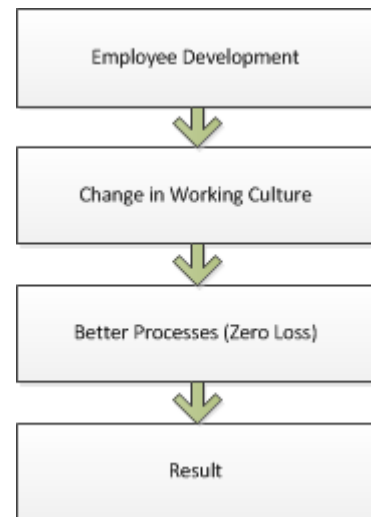 Employee Development
Change in Working Culture
Better Processes (Zero Loss)
Result